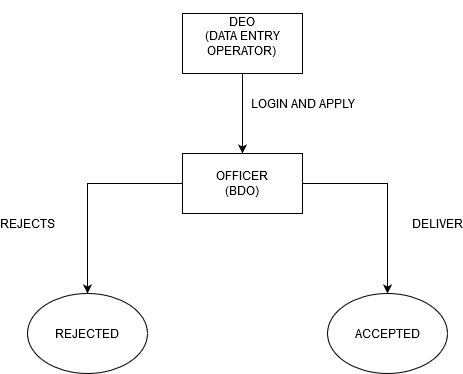 DEO
(DATA ENTRY
OPERATOR)
LOGIN AND APPLY
OFFICER
(BDO)
REJECTS
DELIVER
REJECTED
ACCEPTED